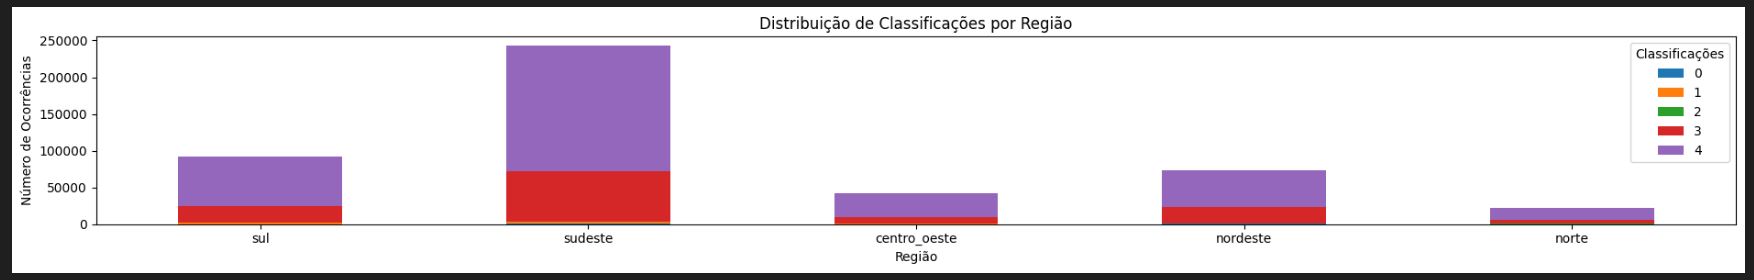 Distribuição de Classificações por Região
Número de Ocorrências
250000
200000
150000
100000
50000
0
Classificações
0
1
2
3
4
sul sudeste centro_oeste nordeste norte
Região